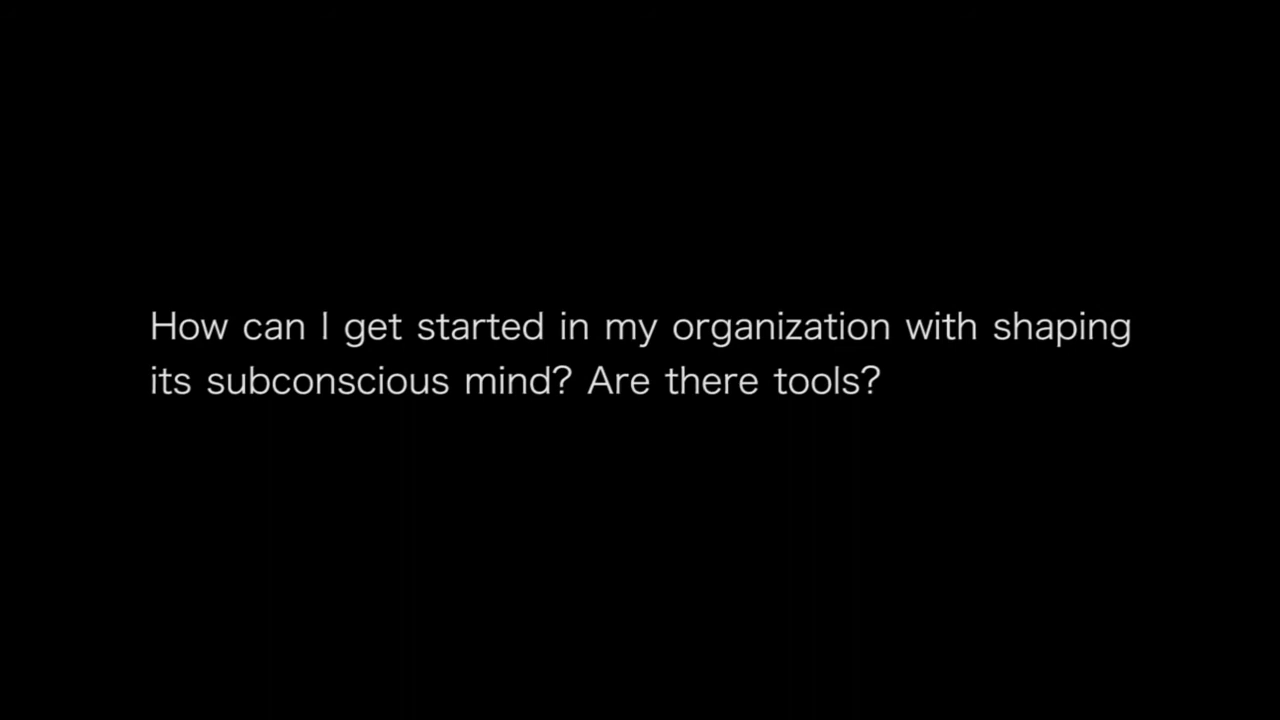 How can I get started in my organization with shaping
its subconscious mind? Are there tools?